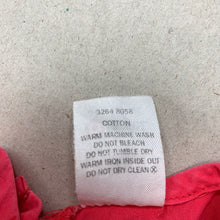 3264 8058
COTTON
WARM MACHINE WASH
DO NOT BLEACH
DO NOT TUMBLE DRY
WARM IRON INSIDE OUT
DO NOT DRY CLEAN ⓧ